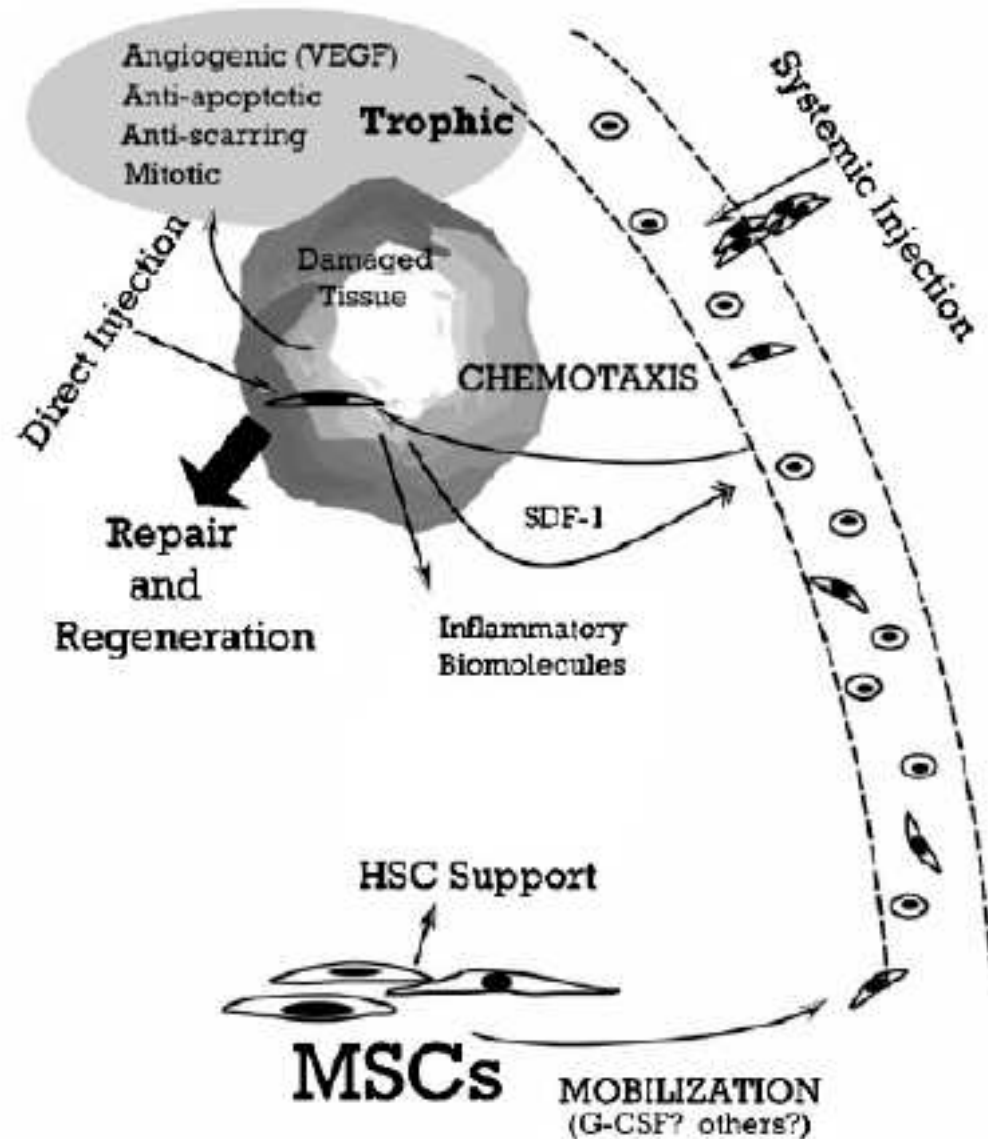 Angiogenic (VEGF)
Anti-apoptotic
Anti-scarring
Mitotic
Trophic
Systemic Injection
Direct Injection
Damaged
Tissue
CHEMOTAXIS
SDF-1
Repair
and
Regeneration
Inflammatory
Biomolecules
HSC Support
MSCs
MOBILIZATION
(G-CSF? others?)